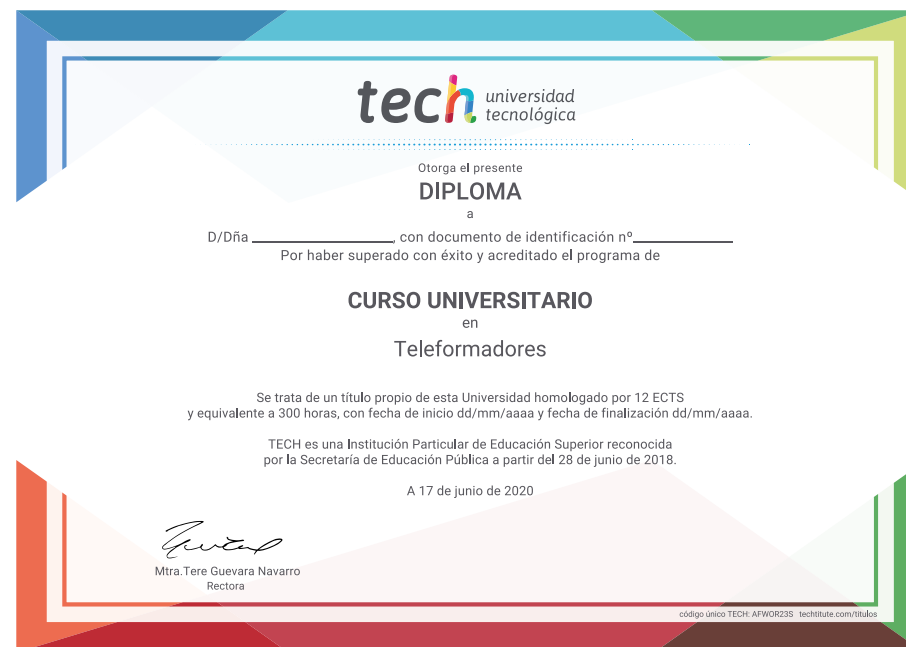 tech universidad
tecnológica
Otorga el presente
DIPLOMA
a
D/Dña ____________________, con documento de identificación nº______________
Por haber superado con éxito y acreditado el programa de
CURSO UNIVERSITARIO
en
Teleformadores
Se trata de un título propio de esta Universidad homologado por 12 ECTS
y equivalente a 300 horas, con fecha de inicio dd/mm/aaaa y fecha de finalización dd/mm/aaaa.
TECH es una Institución Particular de Educación Superior reconocida
por la Secretaría de Educación Pública a partir del 28 de junio de 2018.
A 17 de junio de 2020
Mtra.Tere Guevara Navarro
Rectora
código único TECH: AFWOR23S techtitute.com/titulos